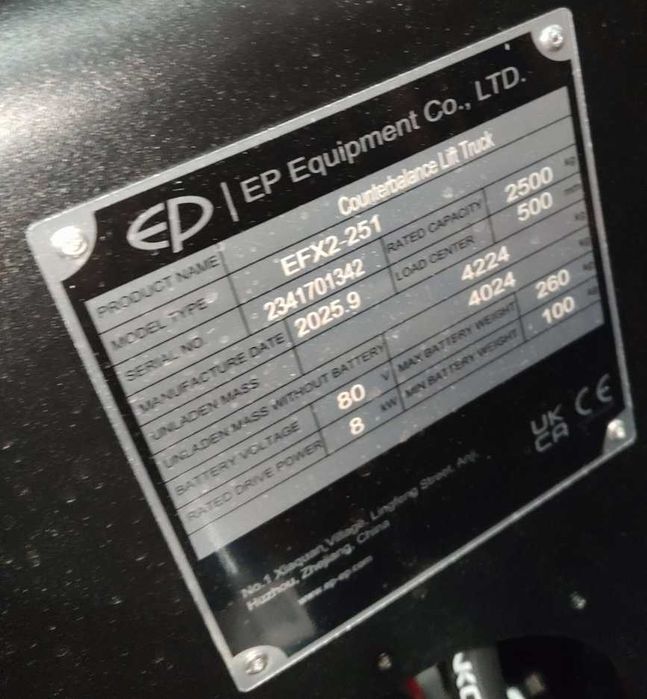 EP | EP Equipment Co., LTD.
PRODUCT NAME Counterbalance Lift Truck
MODEL TYPE EFX2-251 RATED CAPACITY 2500 kg
SERIAL NO 2341701342 LOAD CENTER 500 mm
MANUFACTURE DATE 2025.9
UNLADEN MASS 4224 kg
UNLADEN MASS WITHOUT BATTERY 4024 kg
BATTERY VOLTAGE 80 V MAX BATTERY WEIGHT 260 kg
RATED DRIVE POWER 8 kW MIN BATTERY WEIGHT 100 kg
UK
CA CE
No.1 Xiaquan Village, Lingfeng Street, Anji,
Huzhou, Zhejiang, China
www.ep-ep.com